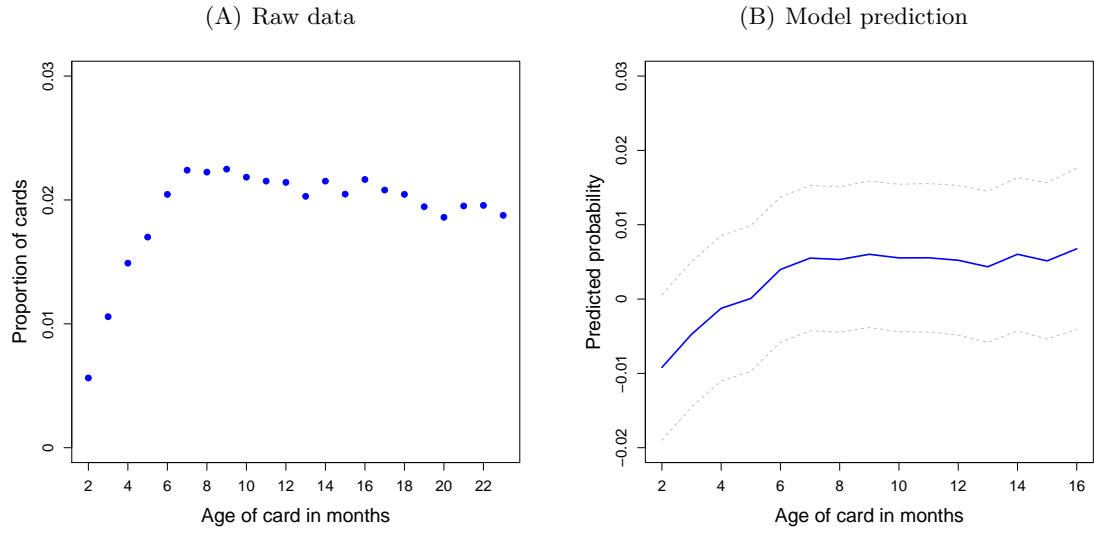 (A) Raw data
0.03
0.02
0.01
0
Proportion of cards
2 4 6 8 10 12 14 16 18 20 22
Age of card in months
(B) Model prediction
0.03
0.02
0.01
0
−0.01
−0.02
Predicted probability
2 4 6 8 10 12 14 16
Age of card in months